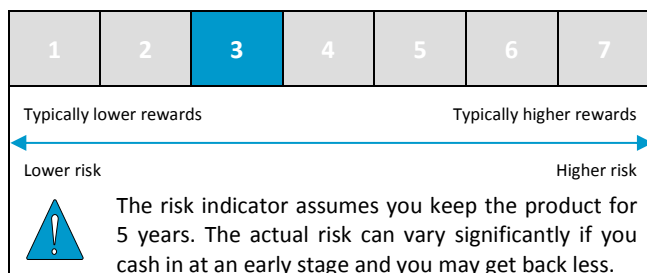 1 2 3 4 5 6 7
Typically lower rewards Typically higher rewards
Lower risk Higher risk
The risk indicator assumes you keep the product for
5 years. The actual risk can vary significantly if you
cash in at an early stage and you may get back less.